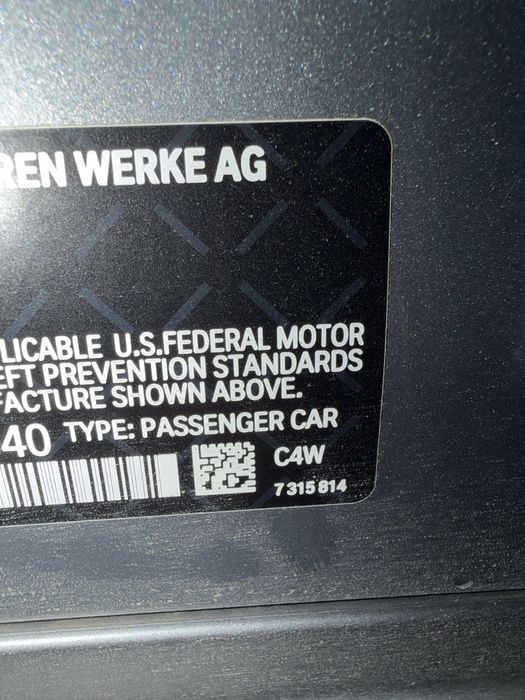 REN WERKE AG
LICABLE U.S.FEDERAL MOTOR
EFT PREVENTION STANDARDS
FACTURE SHOWN ABOVE.
40 TYPE: PASSENGER CAR
C4W
7 315 814